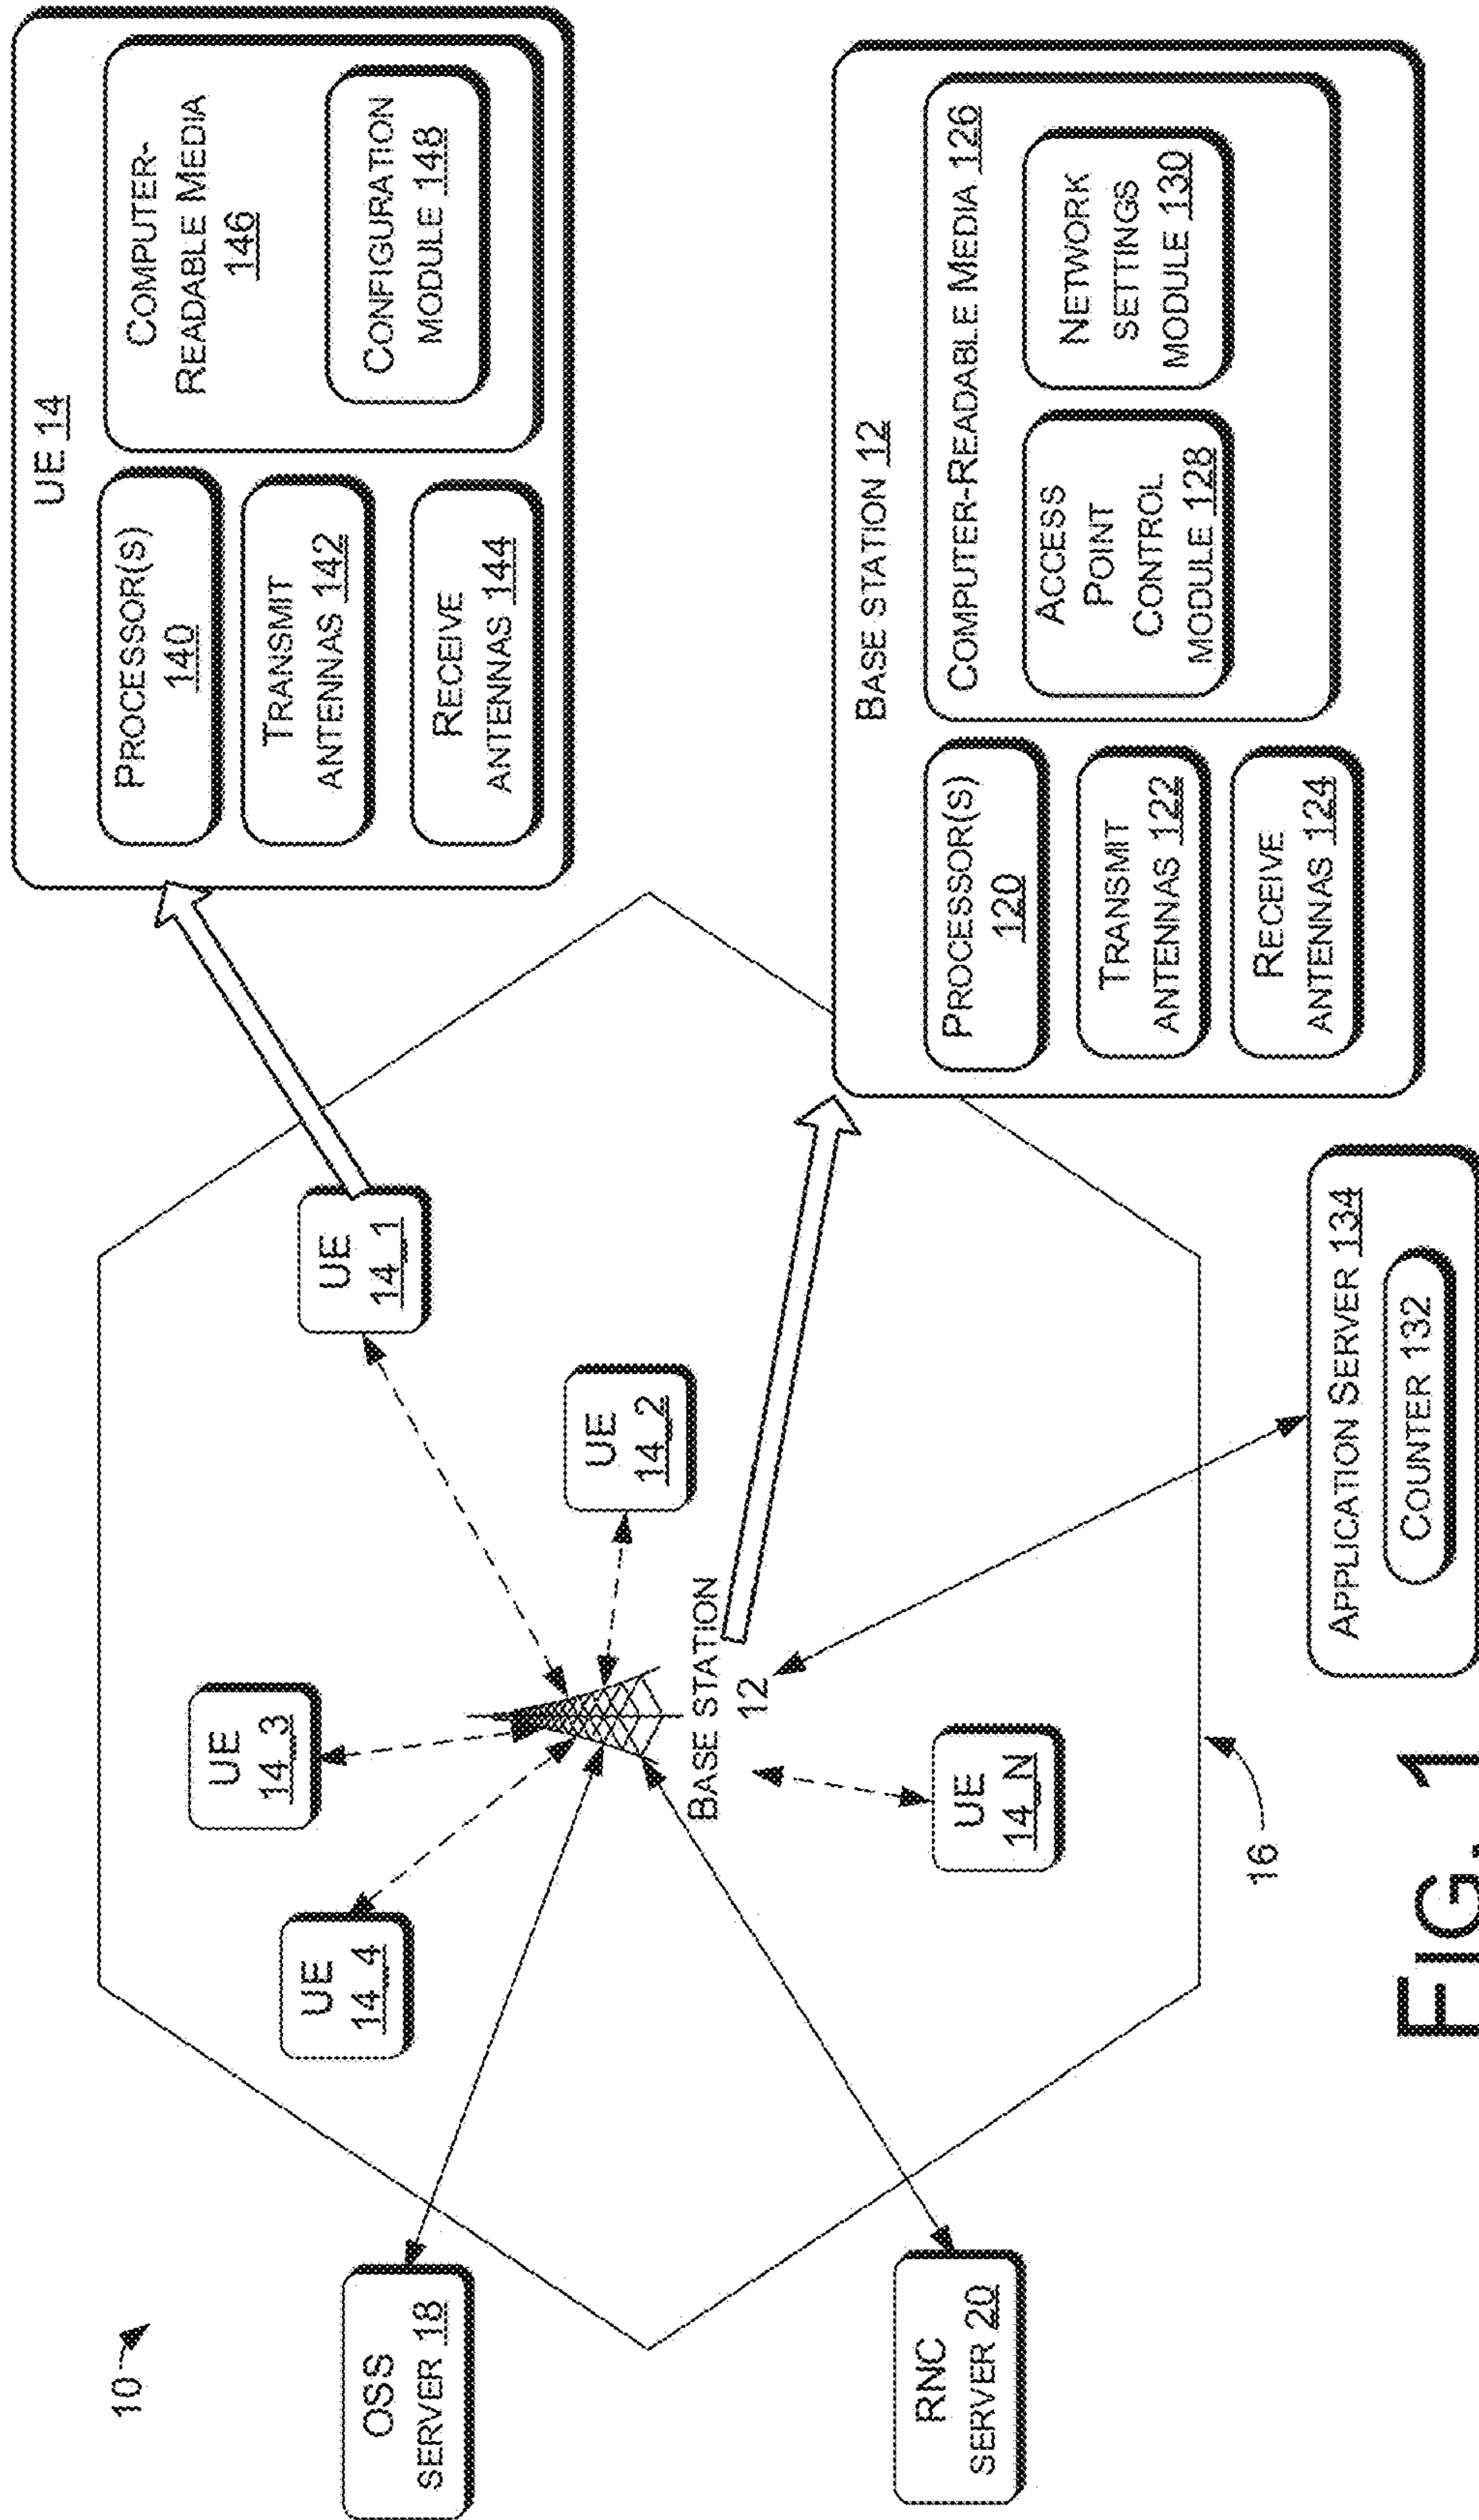 10
OSS
SERVER 18
RNC
SERVER 20
UE
14_4
UE
14_3
UE
14_2
UE
14_1
UE
14_N
BASE STATION
12
16
APPLICATION SERVER 134
COUNTER 132
UE 14
PROCESSOR(S)
140
TRANSMIT
ANTENNAS 142
RECEIVE
ANTENNAS 144
COMPUTER-
READABLE MEDIA
146
CONFIGURATION
MODULE 148
BASE STATION 12
PROCESSOR(S)
120
TRANSMIT
ANTENNAS 122
RECEIVE
ANTENNAS 124
COMPUTER-READABLE MEDIA 126
ACCESS
POINT
CONTROL
MODULE 128
NETWORK
SETTINGS
MODULE 130
FIG. 1